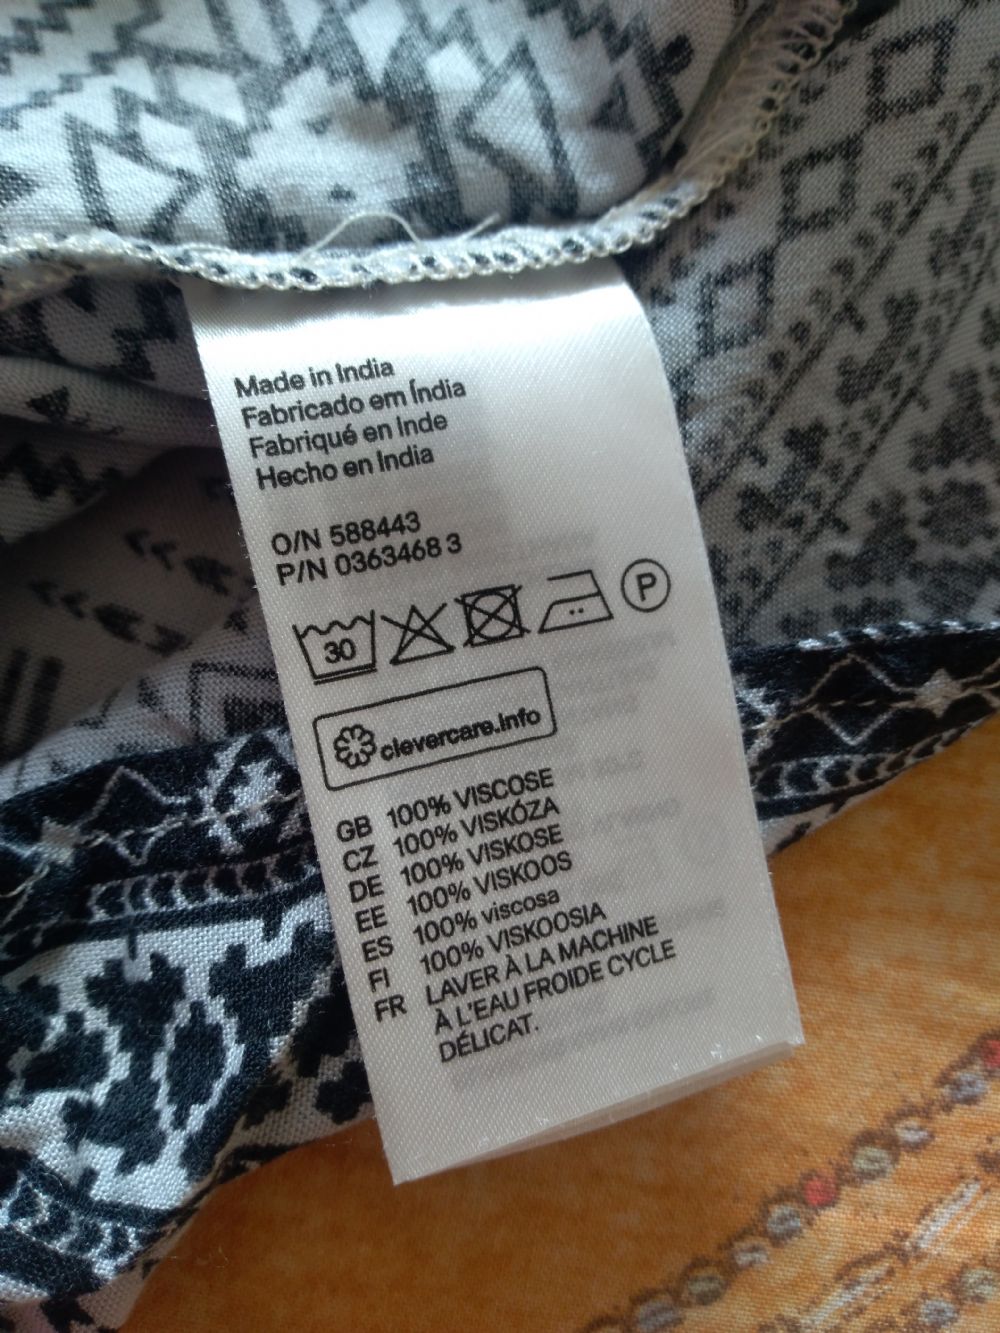 Made in India
Fabricado em Índia
Fabriqué en Inde
Hecho en India
O/N 588443
P/N 0363468 3
30 P
clevercare.info
GB 100% VISCOSE
CZ 100% VISKÓZA
DE 100% VISKOSE
EE 100% VISKOOS
ES 100% viscosa
FI 100% VISKOOSIA
FR LAVER À LA MACHINE
À L'EAU FROIDE CYCLE
DÉLICAT.